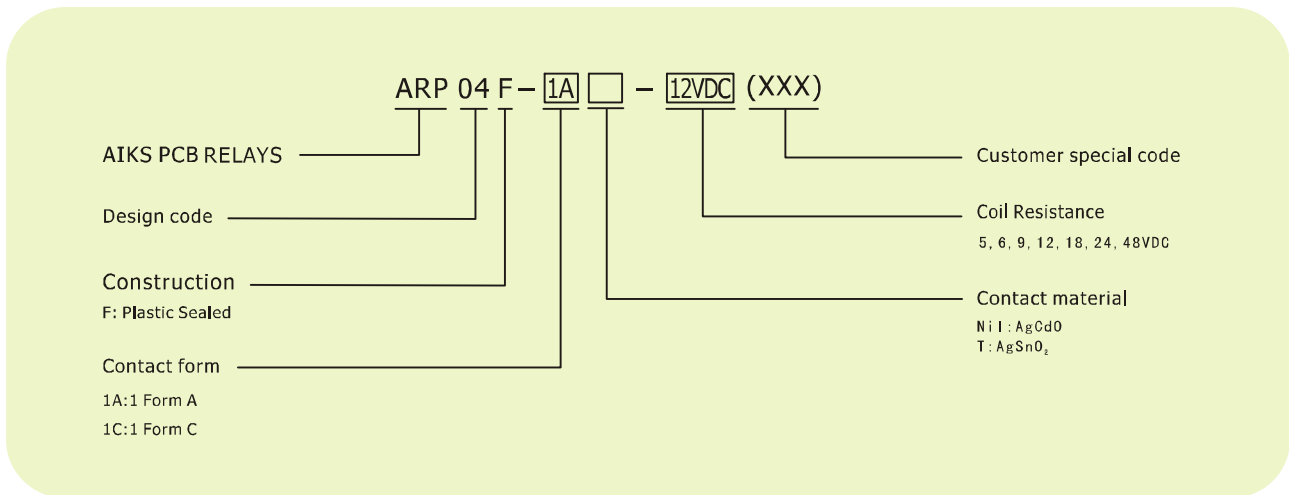 ARP 04 F - 1A □ - 12VDC (XXX)
AIKS PCB RELAYS
Customer special code
Design code
Coil Resistance
5, 6, 9, 12, 18, 24, 48VDC
Construction
F: Plastic Sealed
Contact material
Nil:AgCdO
T:AgSnO₂
Contact form
1A:1 Form A
1C:1 Form C